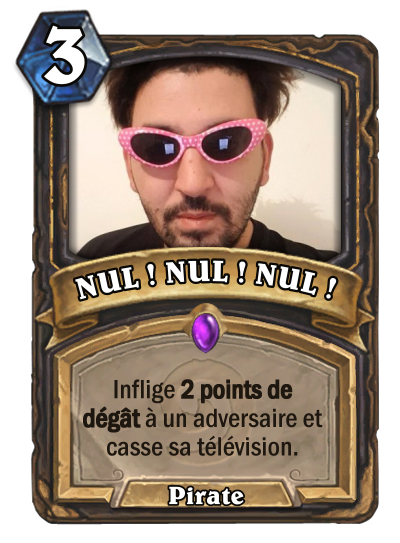 3
NUL ! NUL ! NUL !
Inflige 2 points de
dégât à un adversaire et
casse sa télévision.
Pirate